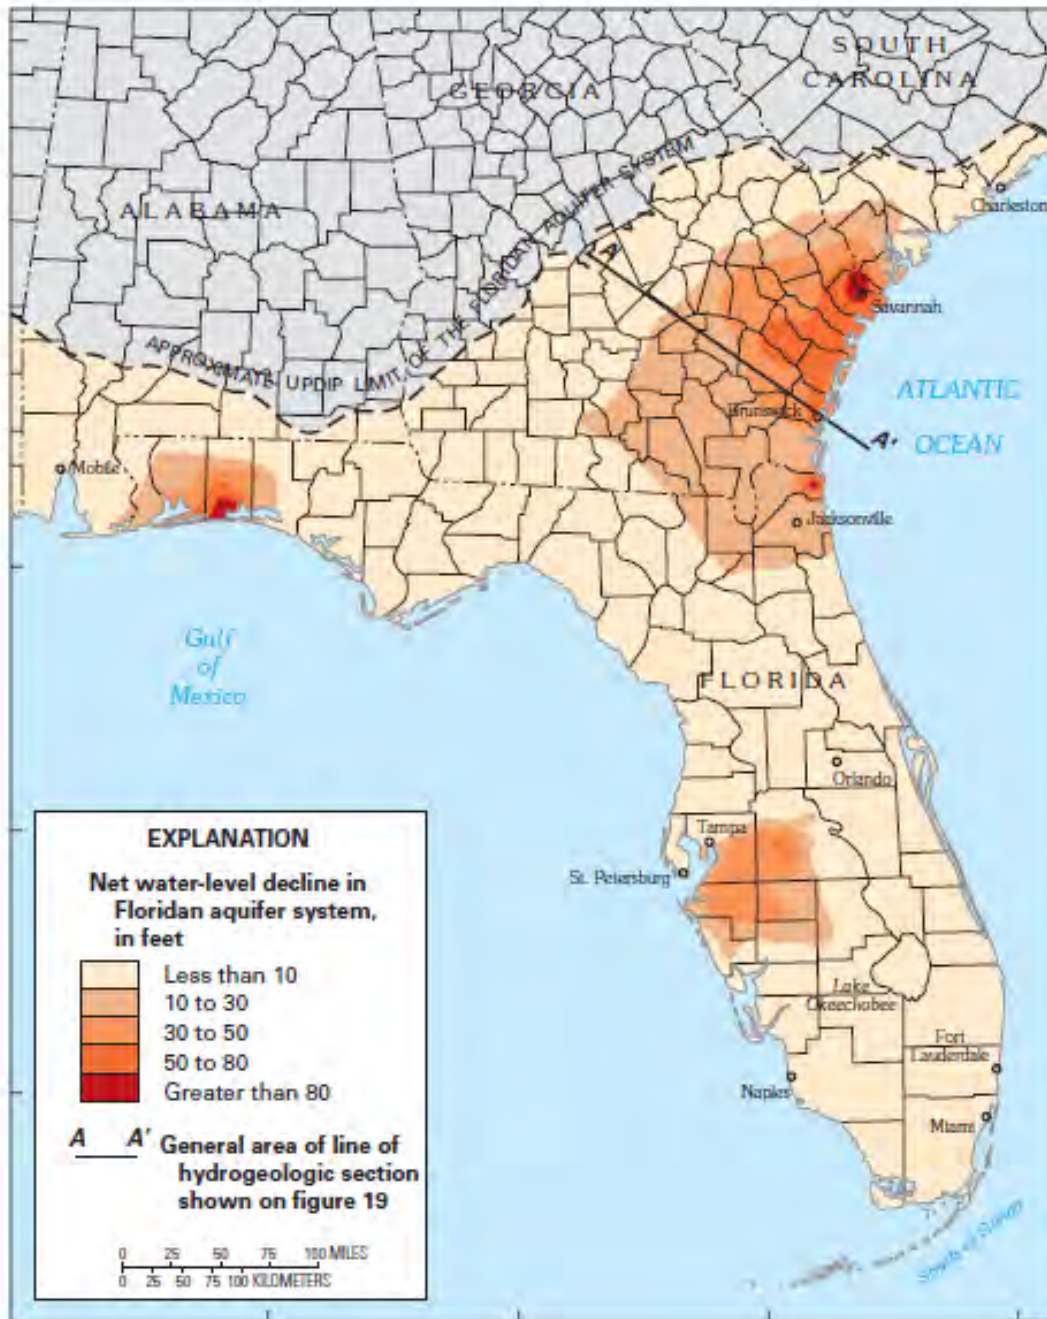 SOUTH
CAROLINA
GEORGIA
ALABAMA
APPROXIMATE UPDIP LIMIT OF THE FLORIDAN AQUIFER SYSTEM
A
Charleston
Savannah
ATLANTIC
OCEAN
Brunswick
A'
Mobile
Jacksonville
Gulf
of
Mexico
FLORIDA
Orlando
Tampa
St. Petersburg
Lake
Okeechobee
Fort
Lauderdale
Naples
Miami
Straits of Florida
EXPLANATION
Net water-level decline in
Floridan aquifer system,
in feet
Less than 10
10 to 30
30 to 50
50 to 80
Greater than 80
A A' General area of line of
hydrogeologic section
shown on figure 19
0 25 50 75 100 MILES
0 25 50 75 100 KILOMETERS